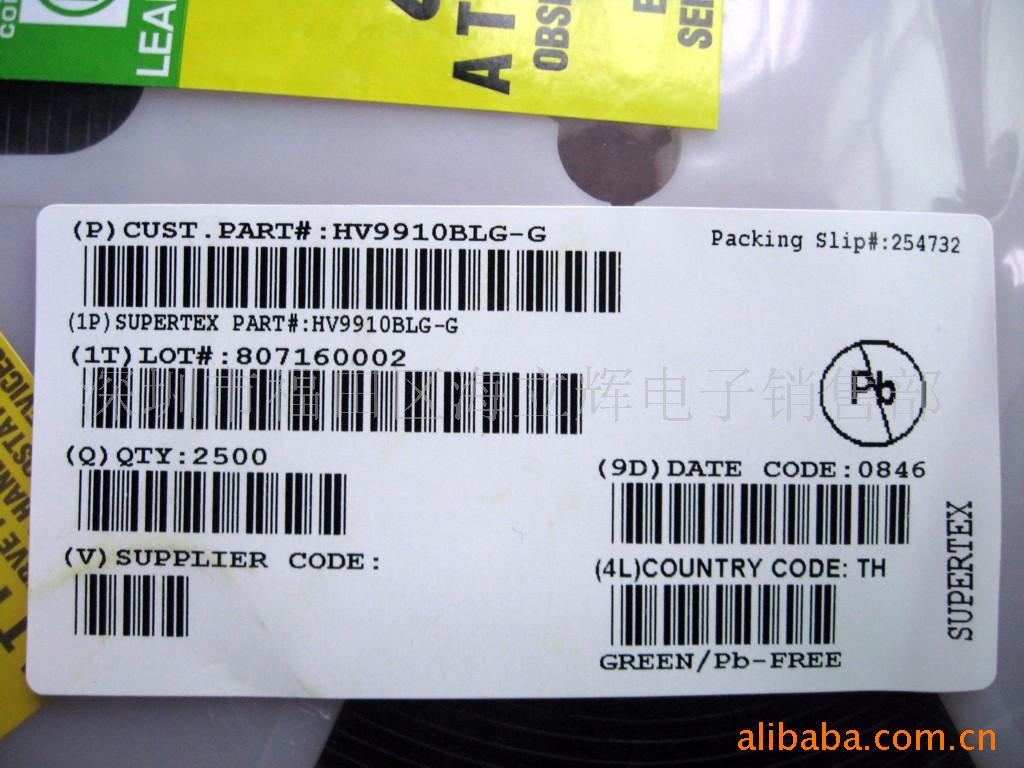 LEA
AT
OBS
SEN
(P)CUST.PART#:HV9910BLG-G
Packing Slip#:254732
(1P)SUPERTEX PART#:HV9910BLG-G
(1T)LOT#:807160002
深圳市福田区海立辉电子销售部
Pb
(Q)QTY:2500
(9D)DATE CODE:0846
(V)SUPPLIER CODE:
(4L)COUNTRY CODE: TH
GREEN/Pb-FREE
SUPERTEX
alibaba.com.cn